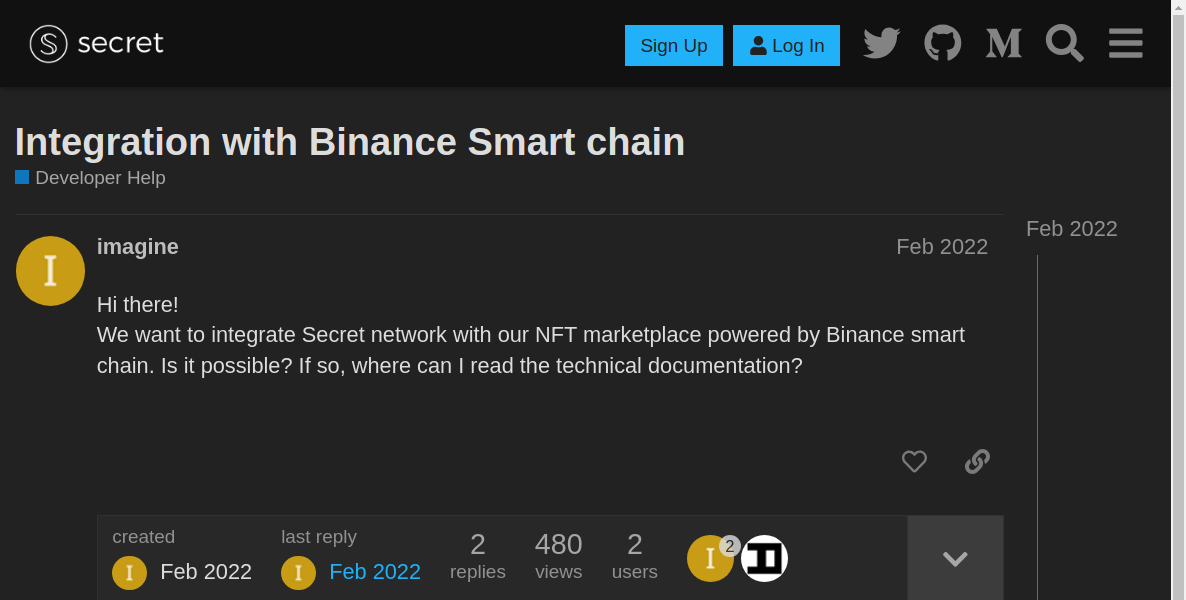 secret
Sign Up
Log In
Integration with Binance Smart chain
Developer Help
imagine
Feb 2022
Feb 2022
Hi there!
We want to integrate Secret network with our NFT marketplace powered by Binance smart
chain. Is it possible? If so, where can I read the technical documentation?
created
last reply
2
480
2
2
Feb 2022
Feb 2022
replies
views
users